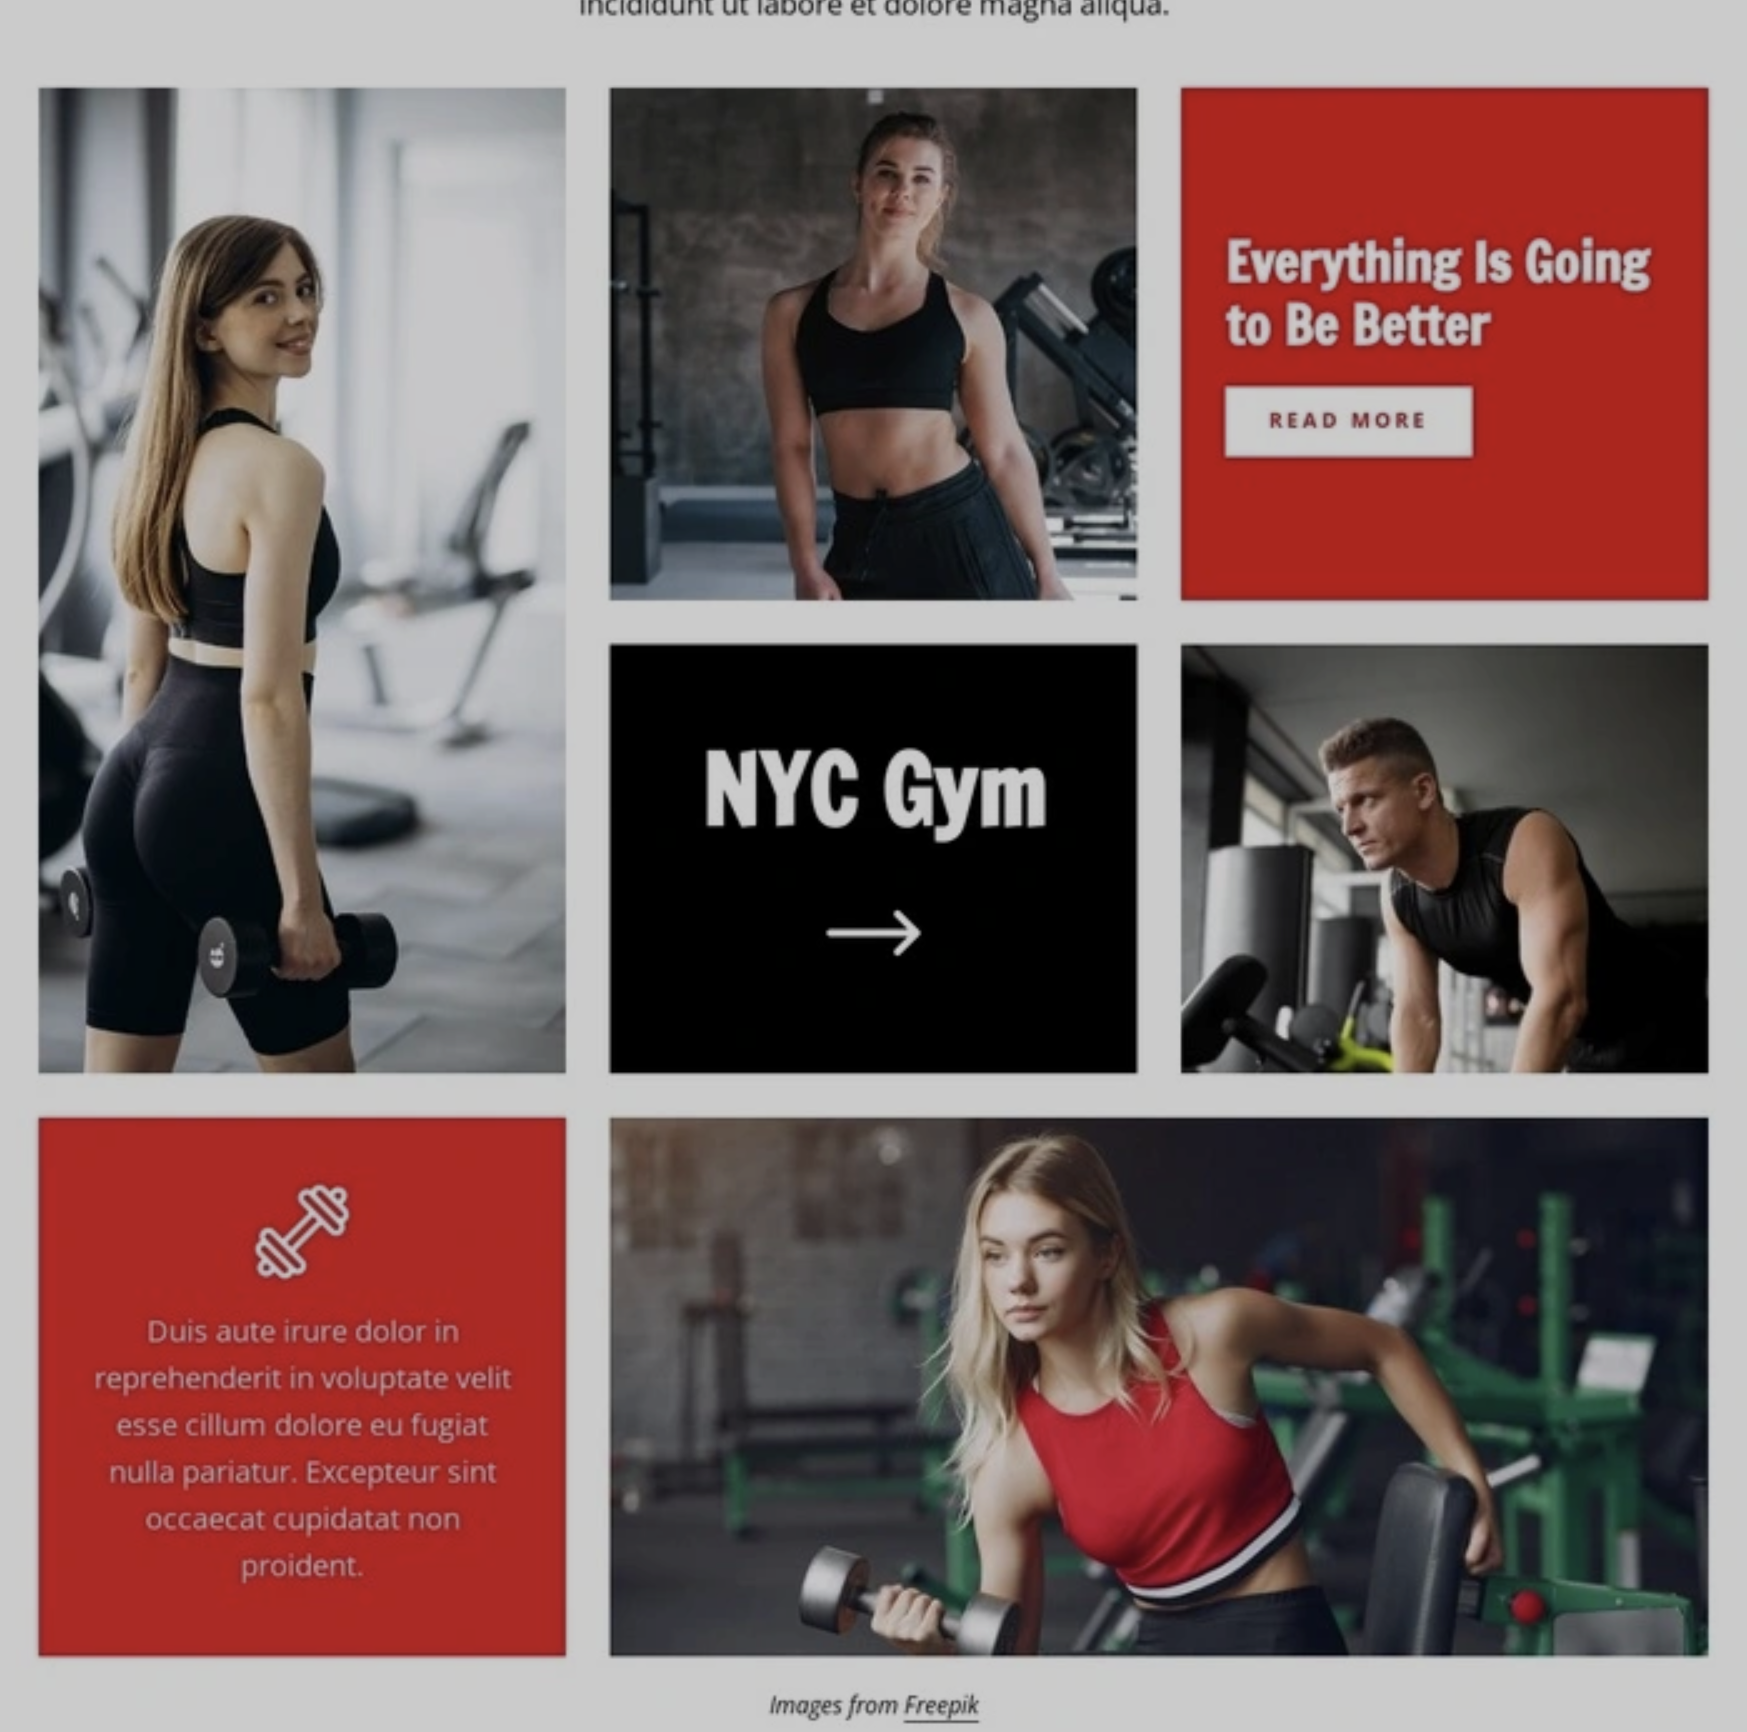 incididunt ut labore et dolore magna aliqua.
Everything Is Going
to Be Better
READ MORE
NYC Gym
Duis aute irure dolor in
reprehenderit in voluptate velit
esse cillum dolore eu fugiat
nulla pariatur. Excepteur sint
occaecat cupidatat non
proident.
Images from Freepik